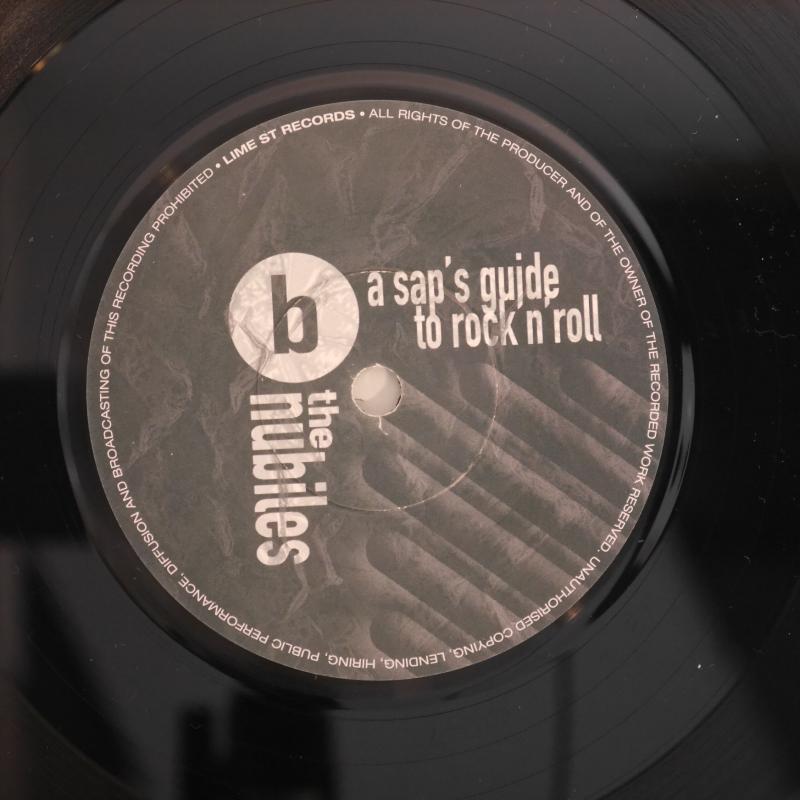 LIME ST RECORDS • ALL RIGHTS OF THE PRODUCER AND OF THE OWNER OF THE RECORDED WORK RESERVED. UNAUTHORISED COPYING, LENDING, HIRING, PUBLIC PERFORMANCE, DIFFUSION AND BROADCASTING OF THIS RECORDING PROHIBITED •
b
a sap's guide
to rock'n'roll
the
nubiles